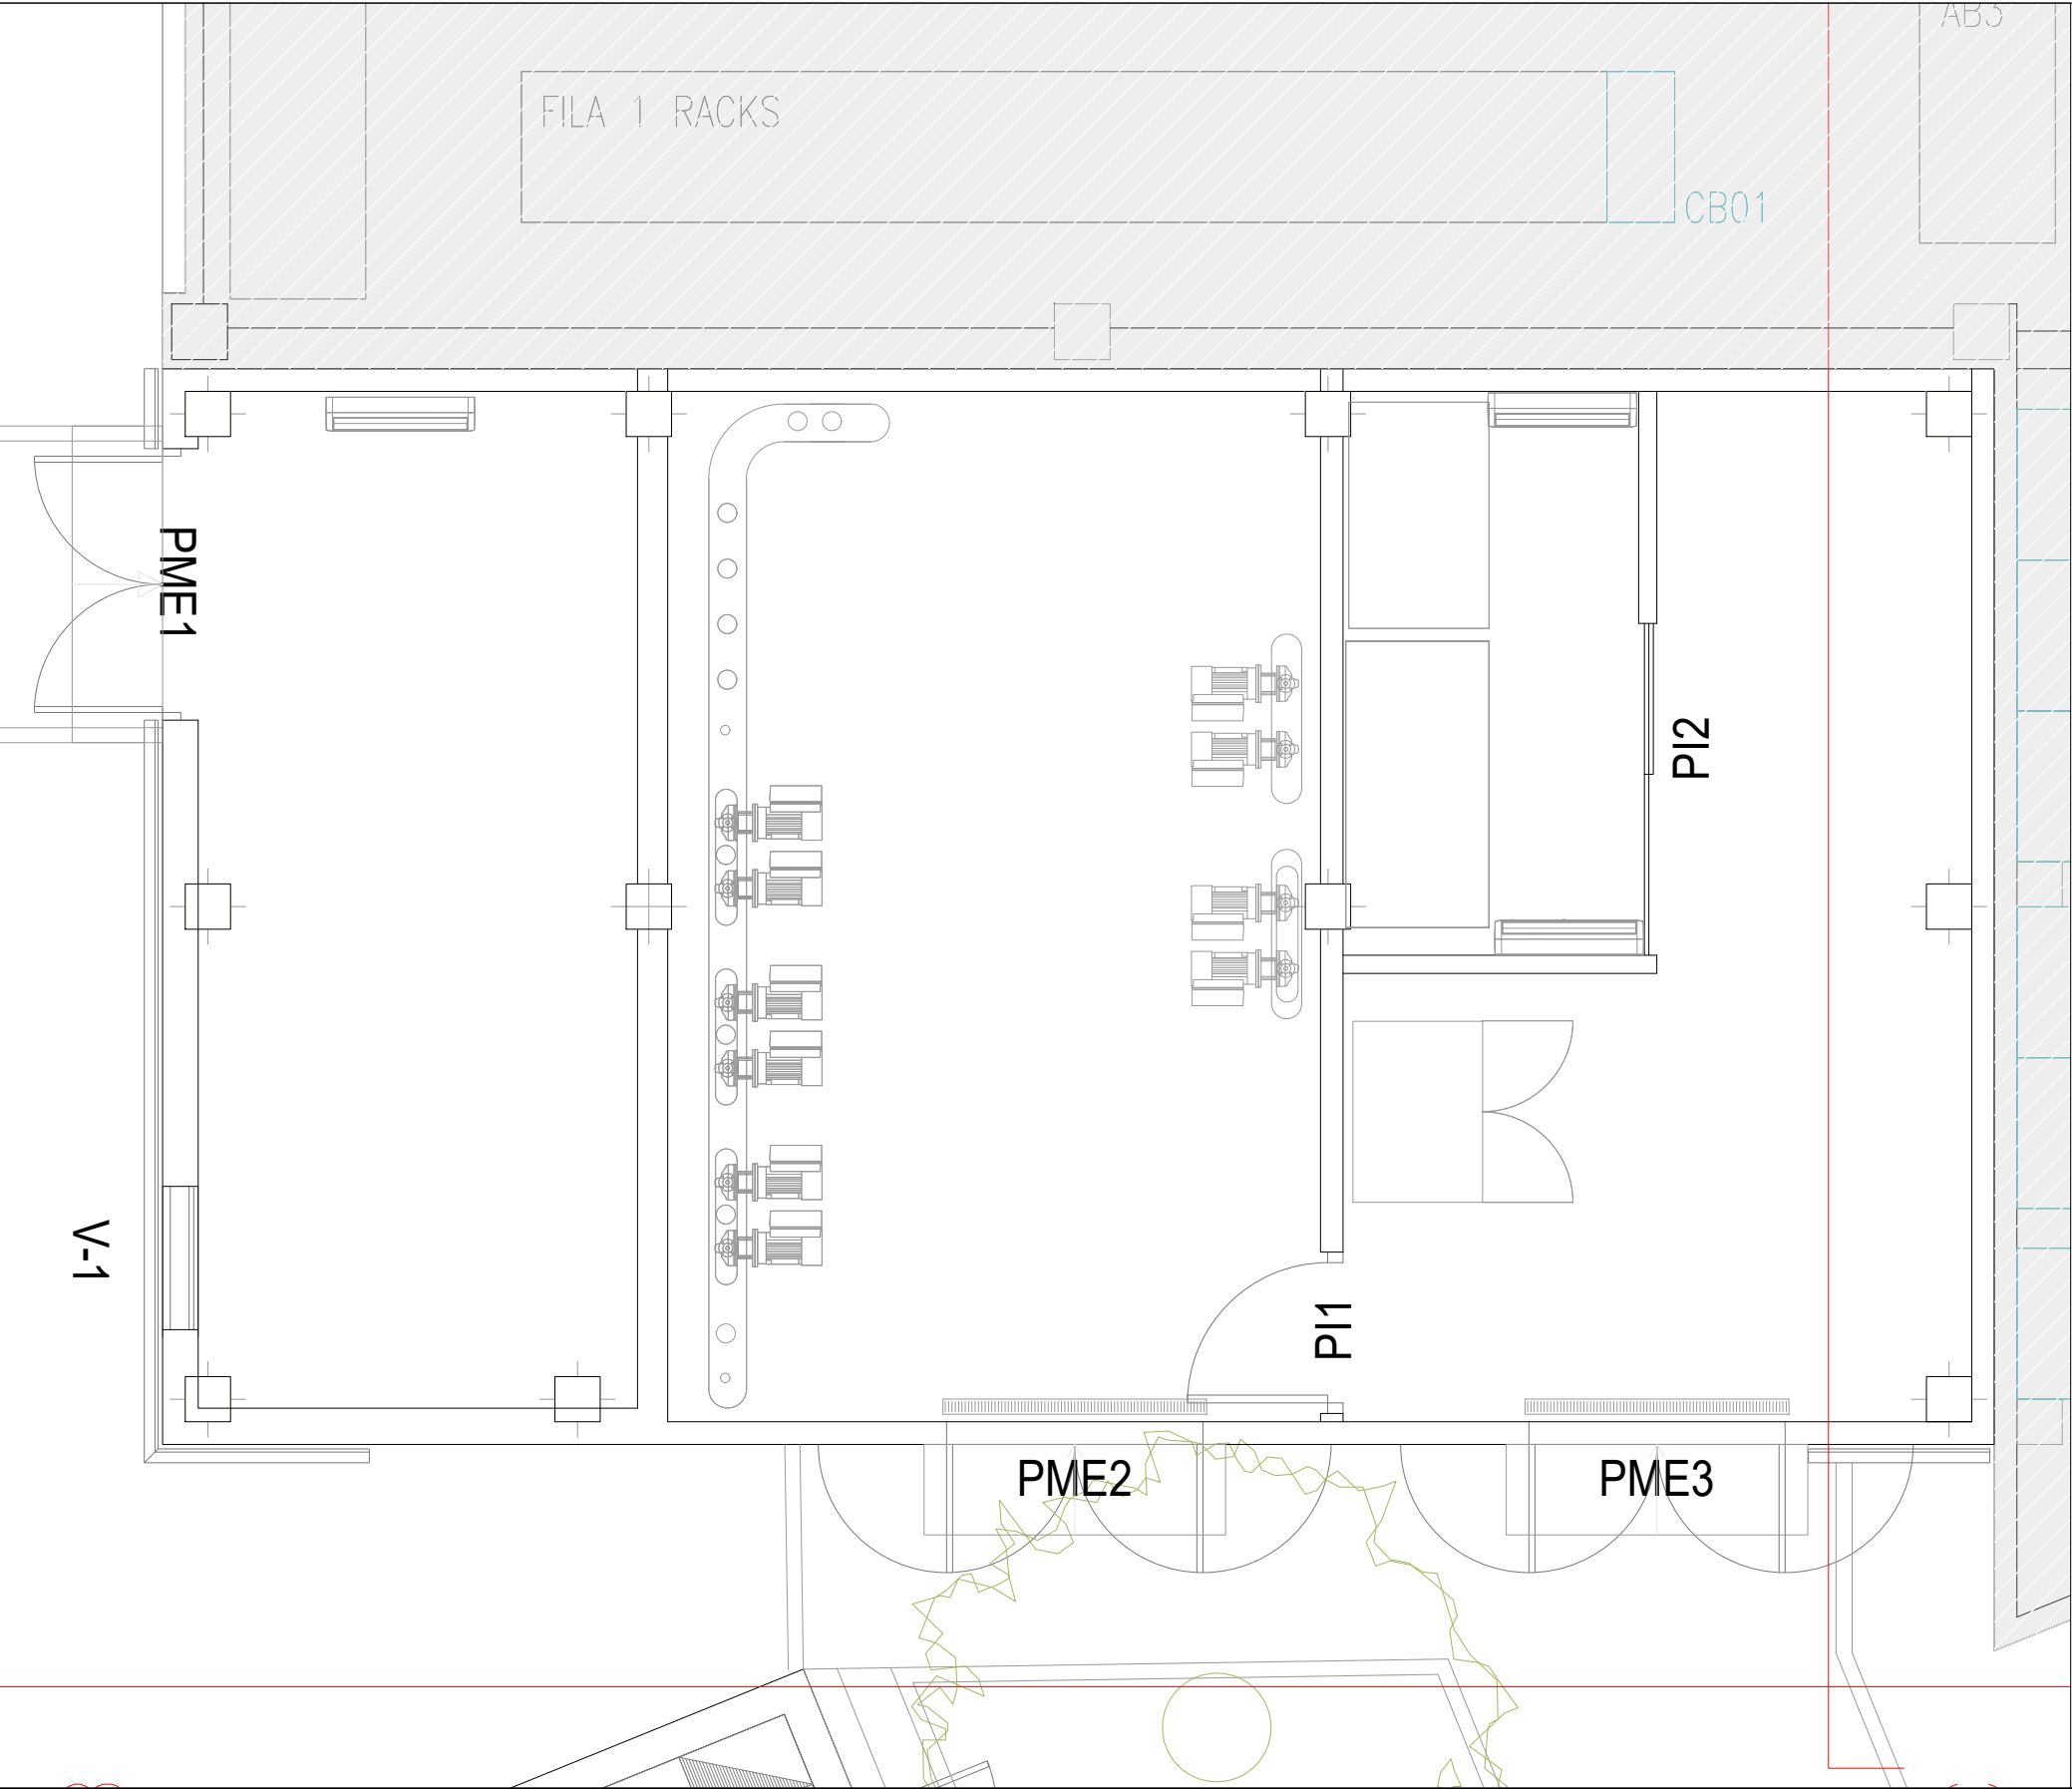 AB3
FILA 1 RACKS
CB01
PME1
PI2
V-1
PI1
PME2
PME3